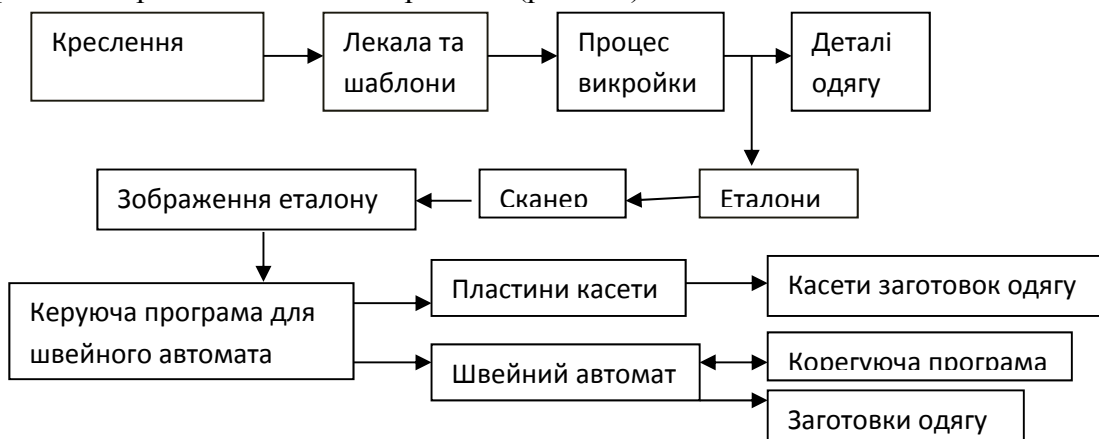 Креслення
Лекала та
шаблони
Процес
викройки
Деталі
одягу
Зображення еталону
Сканер
Еталони
Керуюча програма для
швейного автомата
Пластини касети
Касети заготовок одягу
Швейний автомат
Корегуюча програма
Заготовки одягу